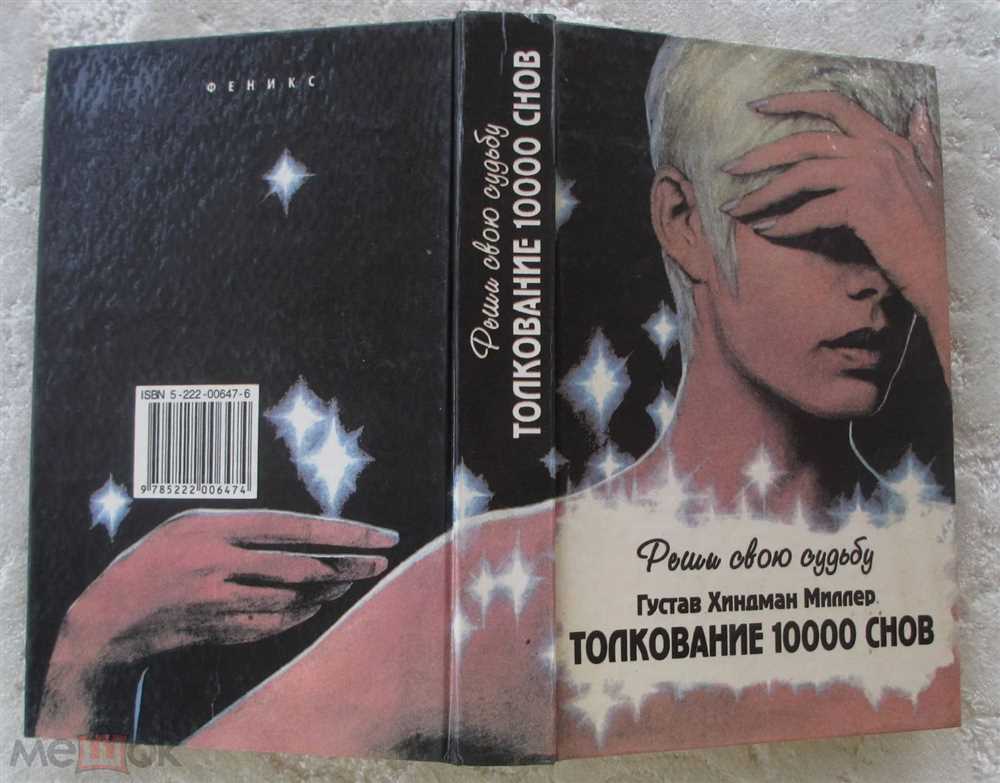 ФЕНИКС
ISBN 5-222-00647-6
9 785222 006474
Реши свою судьбу
ТОЛКОВАНИЕ 10000 СНОВ
Реши свою судьбу
Густав Хиндман Миллер
ТОЛКОВАНИЕ 10000 СНОВ
мешок